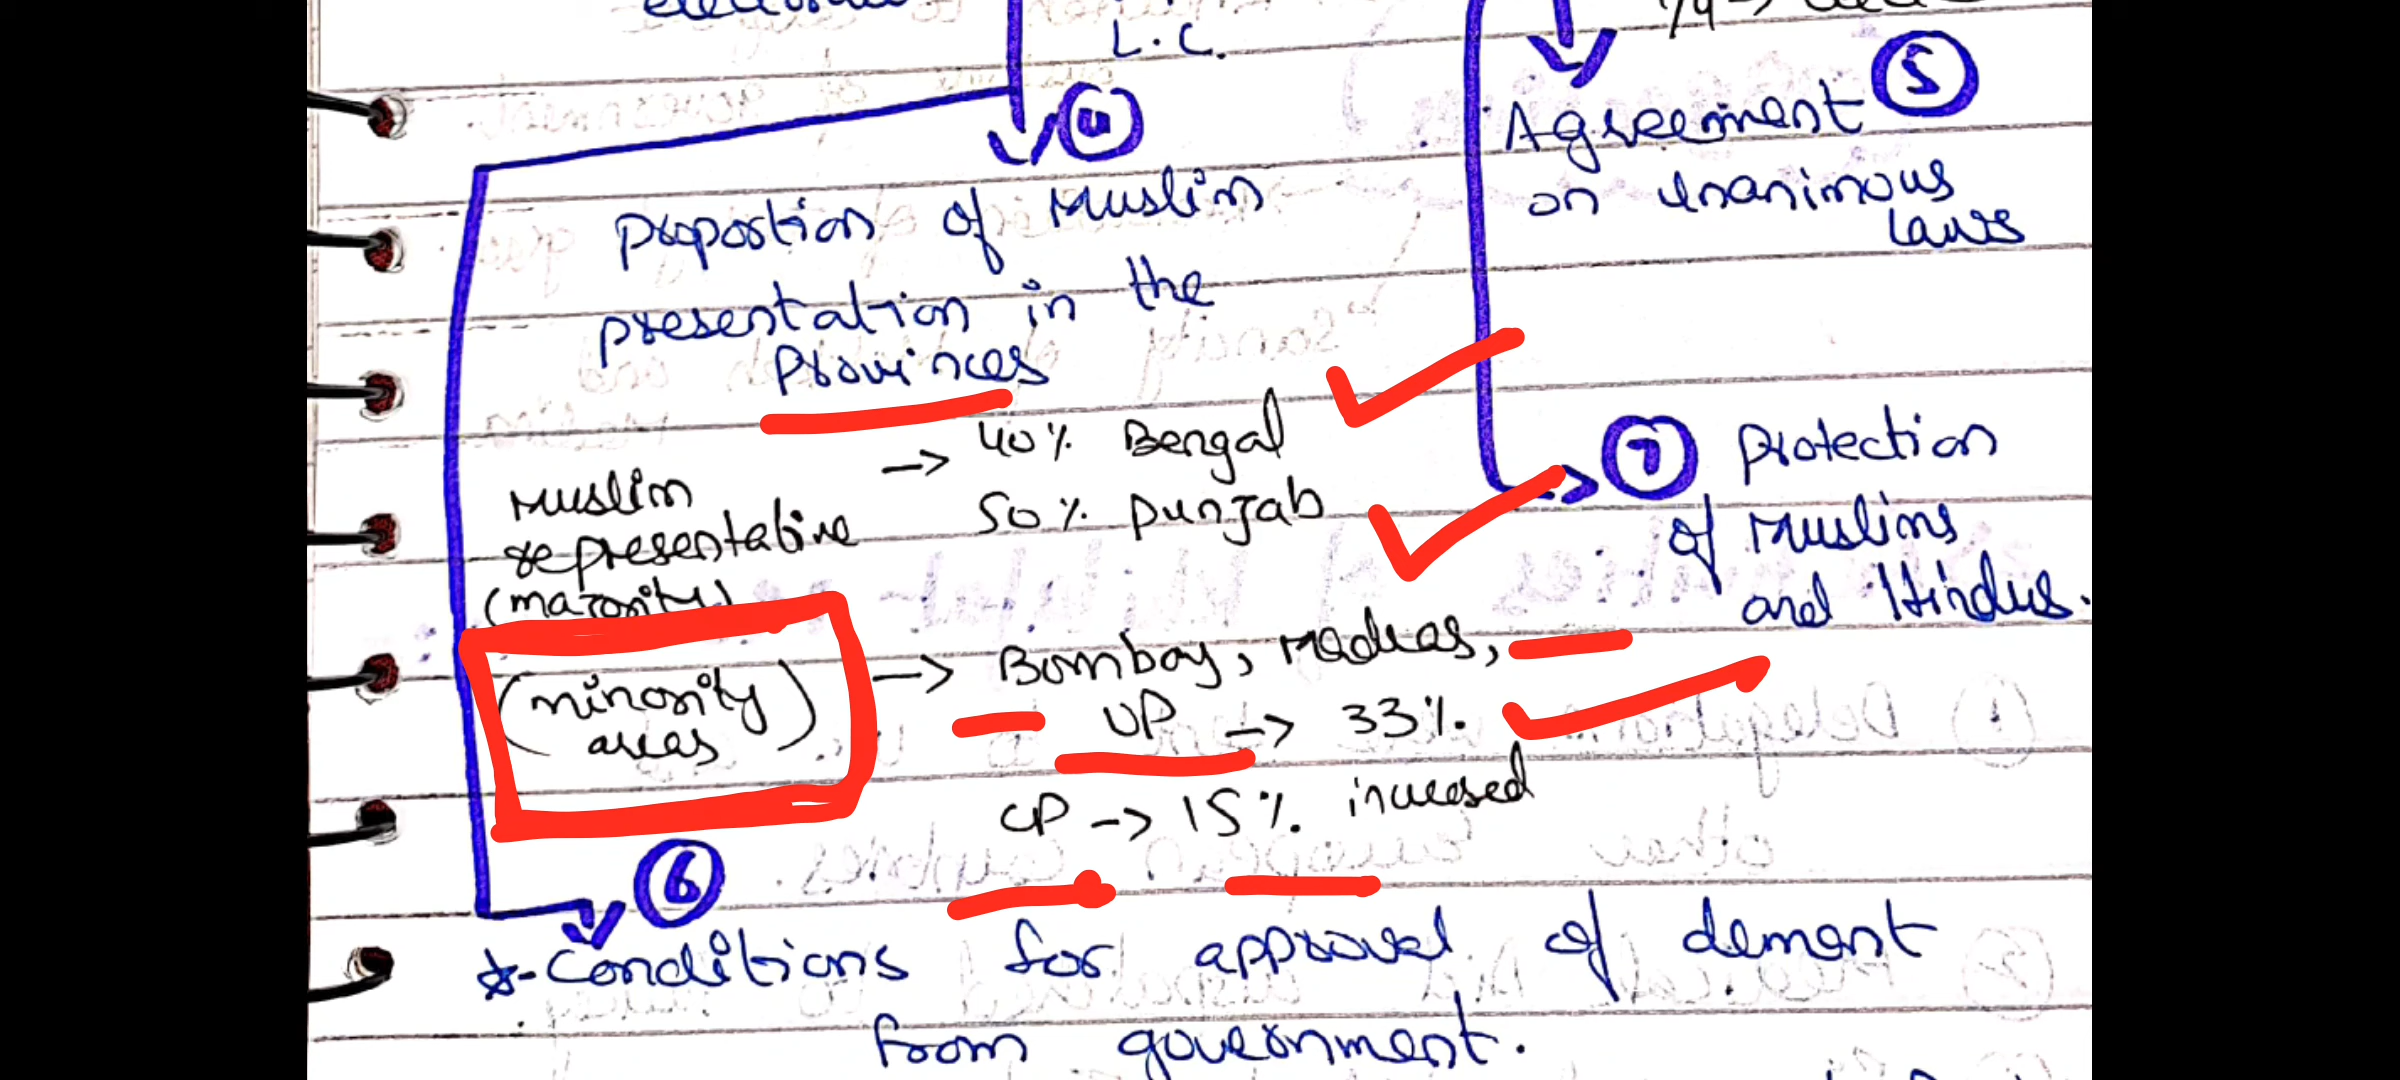 L.C.
4
Proportion of Muslim
presentation in the
Provinces
Muslim
representative
(majority)
→ 40% Bengal
50% Punjab
(minority
areas)
→ Bombay, Madras,
UP → 33%.
CP → 15%. increased
5
Agreement
on Unanimous
Laws
7 Protection
of Muslims
and Hindus.
6
Conditions for approval of demant
from government.